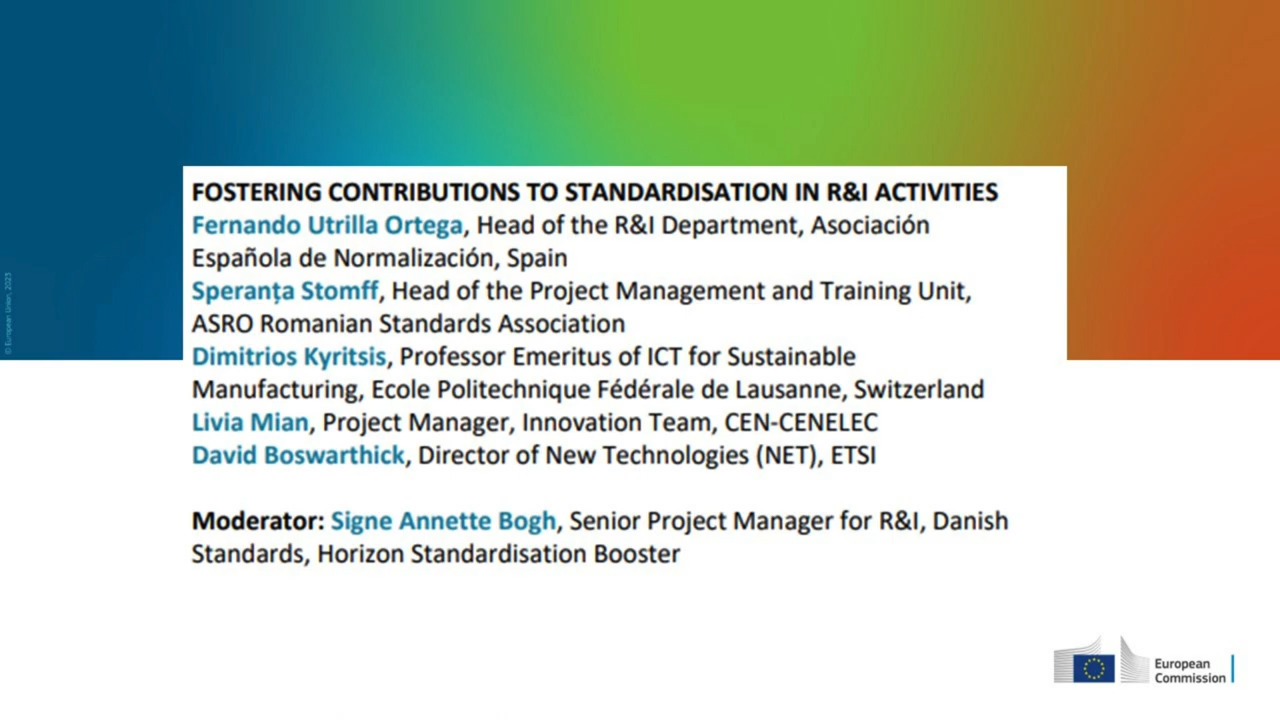 FOSTERING CONTRIBUTIONS TO STANDARDISATION IN R&I ACTIVITIES
Fernando Utrilla Ortega, Head of the R&I Department, Asociación
Española de Normalización, Spain
Speranța Stomff, Head of the Project Management and Training Unit,
ASRO Romanian Standards Association
Dimitrios Kyritsis, Professor Emeritus of ICT for Sustainable
Manufacturing, Ecole Politechnique Fédérale de Lausanne, Switzerland
Livia Mian, Project Manager, Innovation Team, CEN-CENELEC
David Boswarthick, Director of New Technologies (NET), ETSI
Moderator: Signe Annette Bogh, Senior Project Manager for R&I, Danish
Standards, Horizon Standardisation Booster
© European Union, 2023
European
Commission